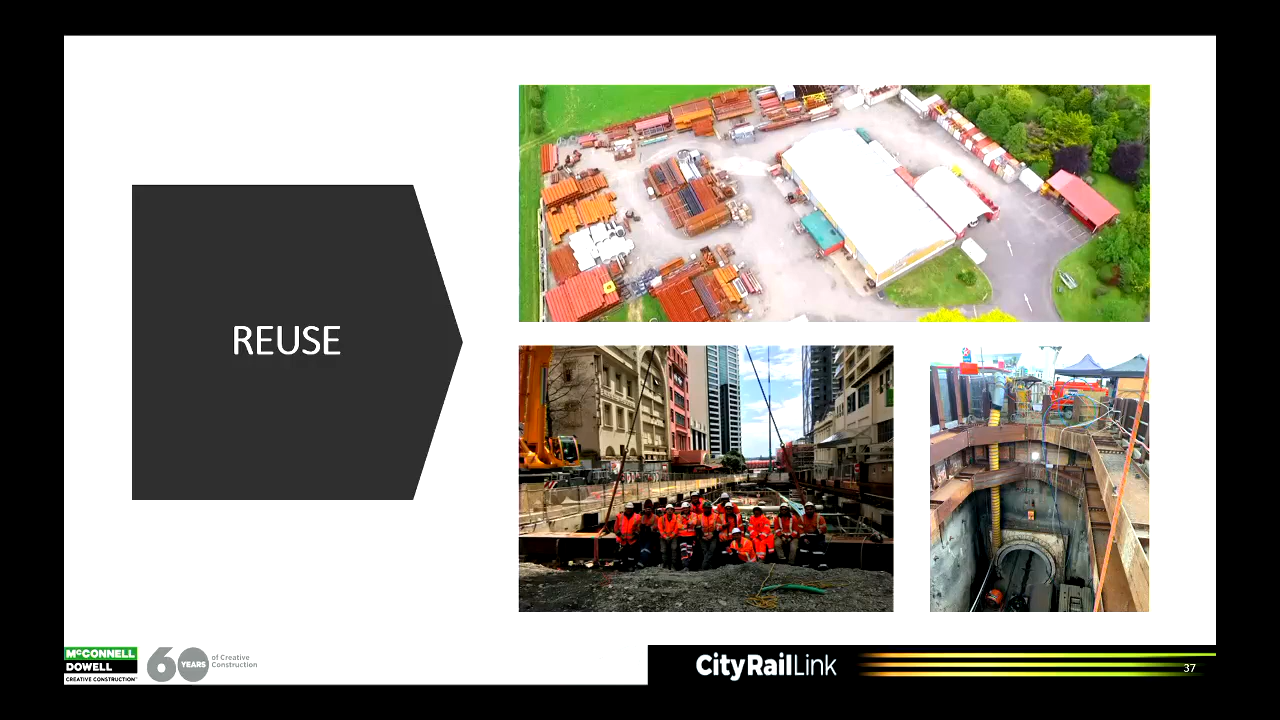 REUSE
McCONNELL
DOWELL
CREATIVE CONSTRUCTION
60 YEARS
of Creative
Construction
CityRailLink
37